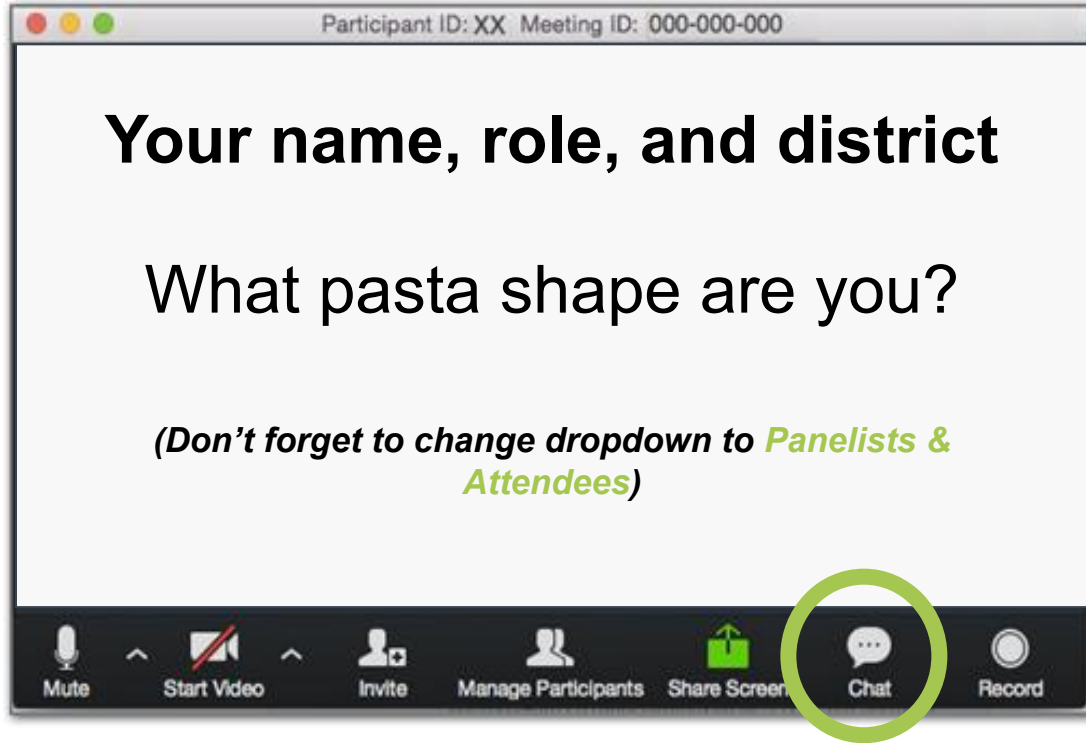 Participant ID: XX Meeting ID: 000-000-000
Your name, role, and district
What pasta shape are you?
(Don’t forget to change dropdown to Panelists &
Attendees)
Mute Start Video Invite Manage Participants Share Screen Chat Record